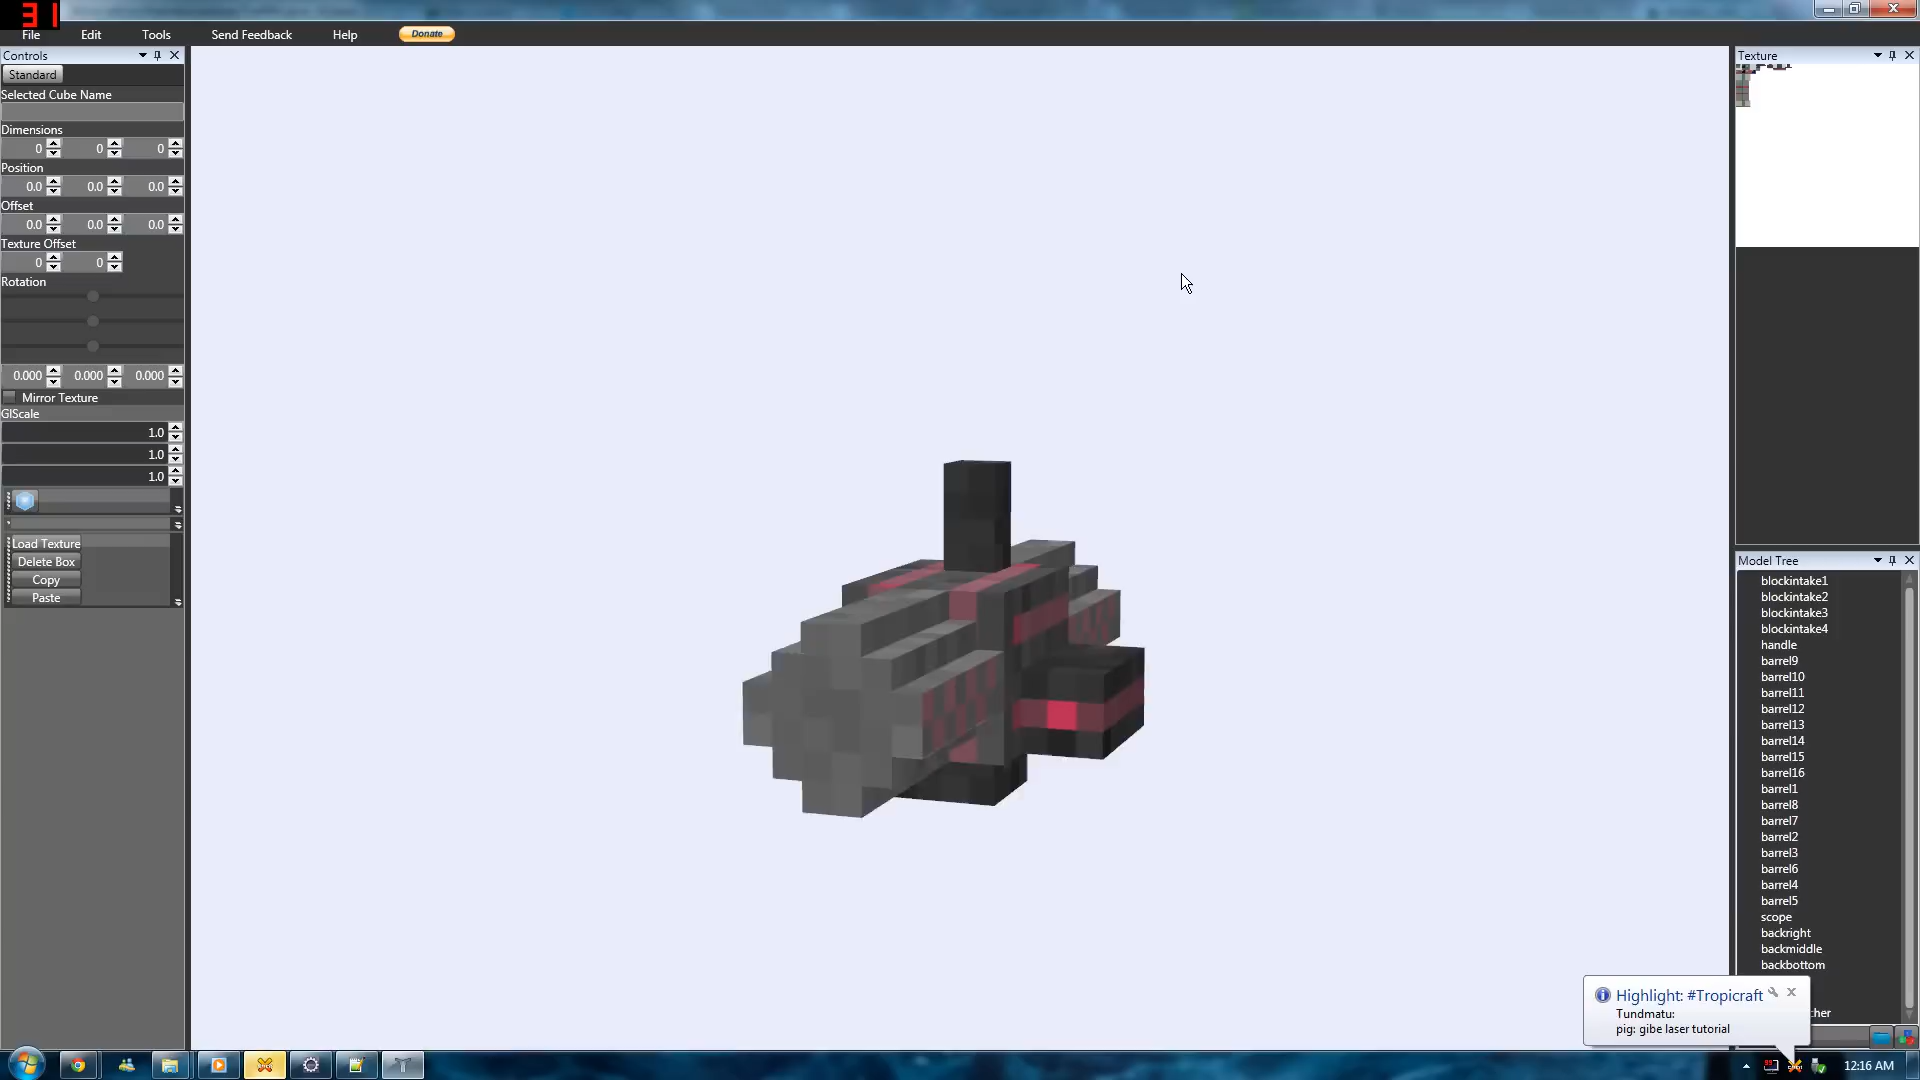 31
File Edit Tools Send Feedback Help Donate
Controls
Standard
Selected Cube Name
Dimensions
0 0 0
Position
0.0 0.0 0.0
Offset
0.0 0.0 0.0
Texture Offset
0 0
Rotation
0.000 0.000 0.000
Mirror Texture
GlScale
1.0
1.0
1.0
Load Texture
Delete Box
Copy
Paste
Texture
Model Tree
blockintake1
blockintake2
blockintake3
blockintake4
handle
barrel9
barrel10
barrel11
barrel12
barrel13
barrel14
barrel15
barrel16
barrel1
barrel8
barrel7
barrel2
barrel3
barrel6
barrel4
barrel5
scope
backright
backmiddle
backbottom
Highlight: #Tropicraft
Tundmatu:
pig: gibe laser tutorial
12:16 AM